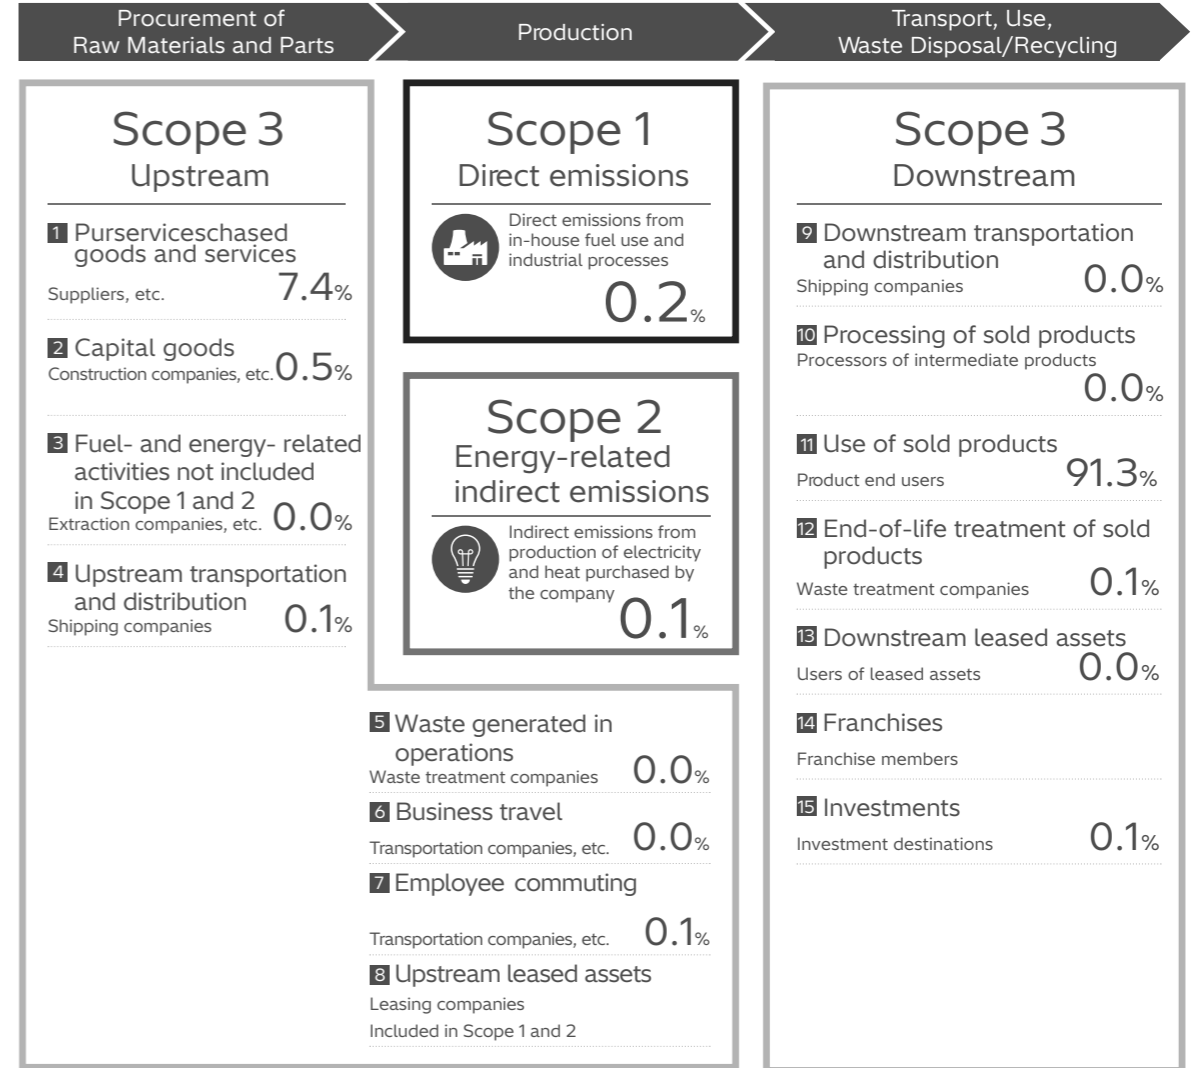 Procurement of
Raw Materials and Parts
Production
Transport, Use,
Waste Disposal/Recycling
Scope 3
Upstream
1 Purserviceschased
goods and services
Suppliers, etc. 7.4%
2 Capital goods
Construction companies, etc. 0.5%
3 Fuel- and energy- related
activities not included
in Scope 1 and 2
Extraction companies, etc. 0.0%
4 Upstream transportation
and distribution
Shipping companies 0.1%
Scope 1
Direct emissions
Direct emissions from
in-house fuel use and
industrial processes
0.2%
Scope 2
Energy-related
indirect emissions
Indirect emissions from
production of electricity
and heat purchased by
the company
0.1%
5 Waste generated in
operations
Waste treatment companies 0.0%
6 Business travel
Transportation companies, etc. 0.0%
7 Employee commuting
Transportation companies, etc. 0.1%
8 Upstream leased assets
Leasing companies
Included in Scope 1 and 2
Scope 3
Downstream
9 Downstream transportation
and distribution
Shipping companies 0.0%
10 Processing of sold products
Processors of intermediate products
0.0%
11 Use of sold products
Product end users 91.3%
12 End-of-life treatment of sold
products
Waste treatment companies 0.1%
13 Downstream leased assets
Users of leased assets 0.0%
14 Franchises
Franchise members
15 Investments
Investment destinations 0.1%